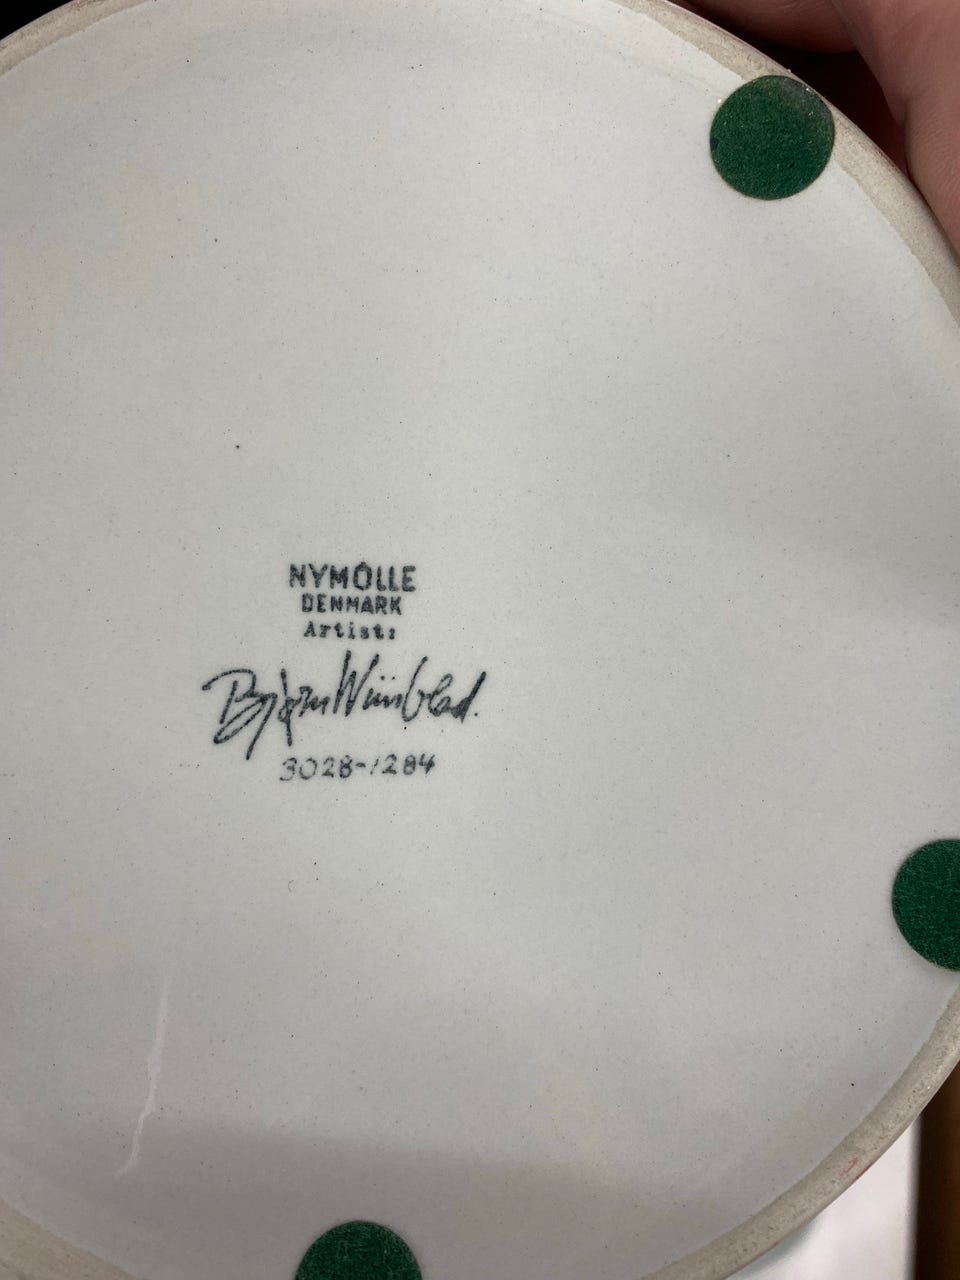 NYMÖLLE
DENMARK
Artist:
Bjørn Wiinblad.
3028-1284